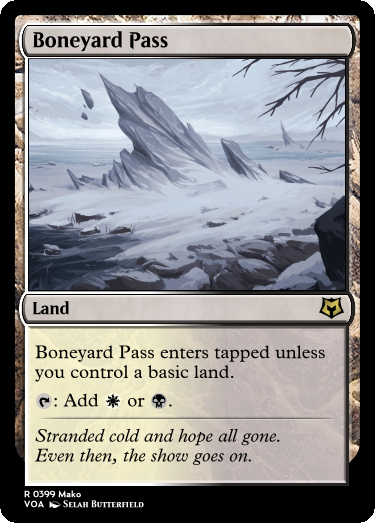 Boneyard Pass
Land
Boneyard Pass enters tapped unless
you control a basic land.
: Add or .
Stranded cold and hope all gone.
Even then, the show goes on.
R 0399 Mako
VOA Selah Butterfield